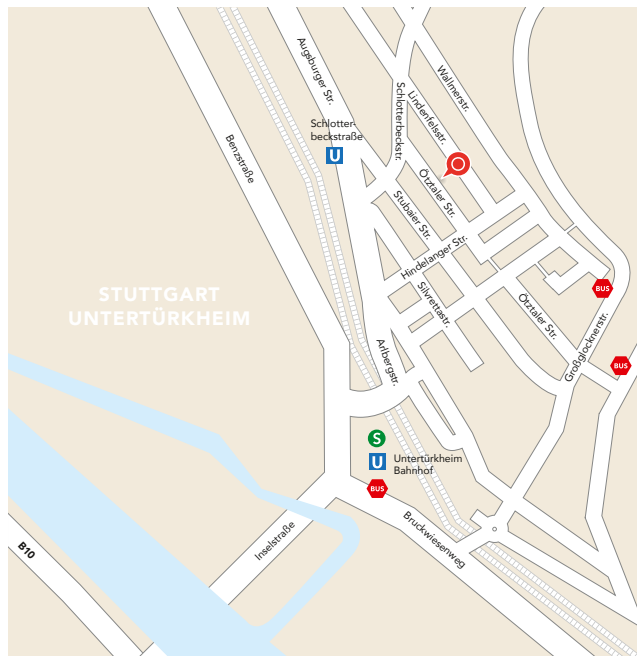 Augsburger Str.
Wallmerstr.
Lindenfelsstr.
Schlotterbeckstr.
Schlotter-
beckstraße
U
Benzstraße
Ötztaler Str.
Stubaier Str.
Hindelanger Str.
Silvrettastr.
STUTTGART
UNTERTÜRKHEIM
BUS
Ötztaler Str.
Großglocknerstr.
Arlbergstr.
BUS
S
U
Untertürkheim
Bahnhof
BUS
Bruckwiesenweg
Inselstraße
B10